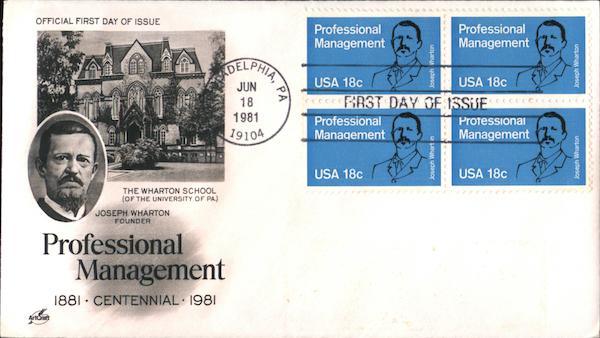 OFFICIAL FIRST DAY OF ISSUE
THE WHARTON SCHOOL
(OF THE UNIVERSITY OF PA.)
JOSEPH WHARTON
FOUNDER
Professional
Management
1881 · CENTENNIAL · 1981
ArtCraft
DELPHIA, PA
JUN
18
1981
19104
FIRST DAY OF ISSUE
Professional
Management
USA 18c
Joseph Wharton
Professional
Management
USA 18c
Joseph Wharton
Professional
Management
USA 18c
Joseph Wharton
Professional
Management
USA 18c
Joseph Wharton